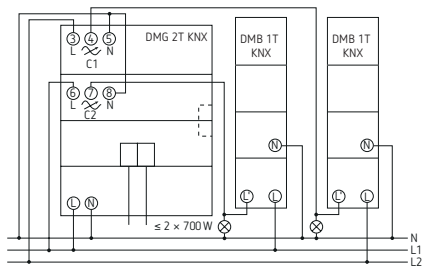 3 4 5 DMG 2T KNX DMB 1T DMB 1T
L N KNX KNX
C1
6 7 8
L N
C2
N N
L N L' L L' L
≤ 2 × 700 W
N
L1
L2